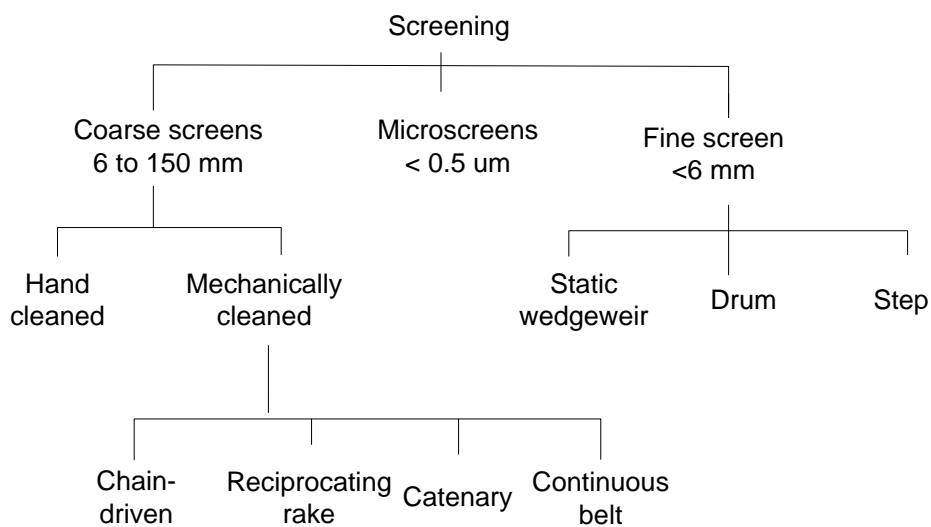 Screening
Coarse screens
6 to 150 mm
Microscreens
< 0.5 um
Fine screen
<6 mm
Hand
cleaned
Mechanically
cleaned
Static
wedgeweir
Drum
Step
Chain-
driven
Reciprocating
rake
Catenary
Continuous
belt